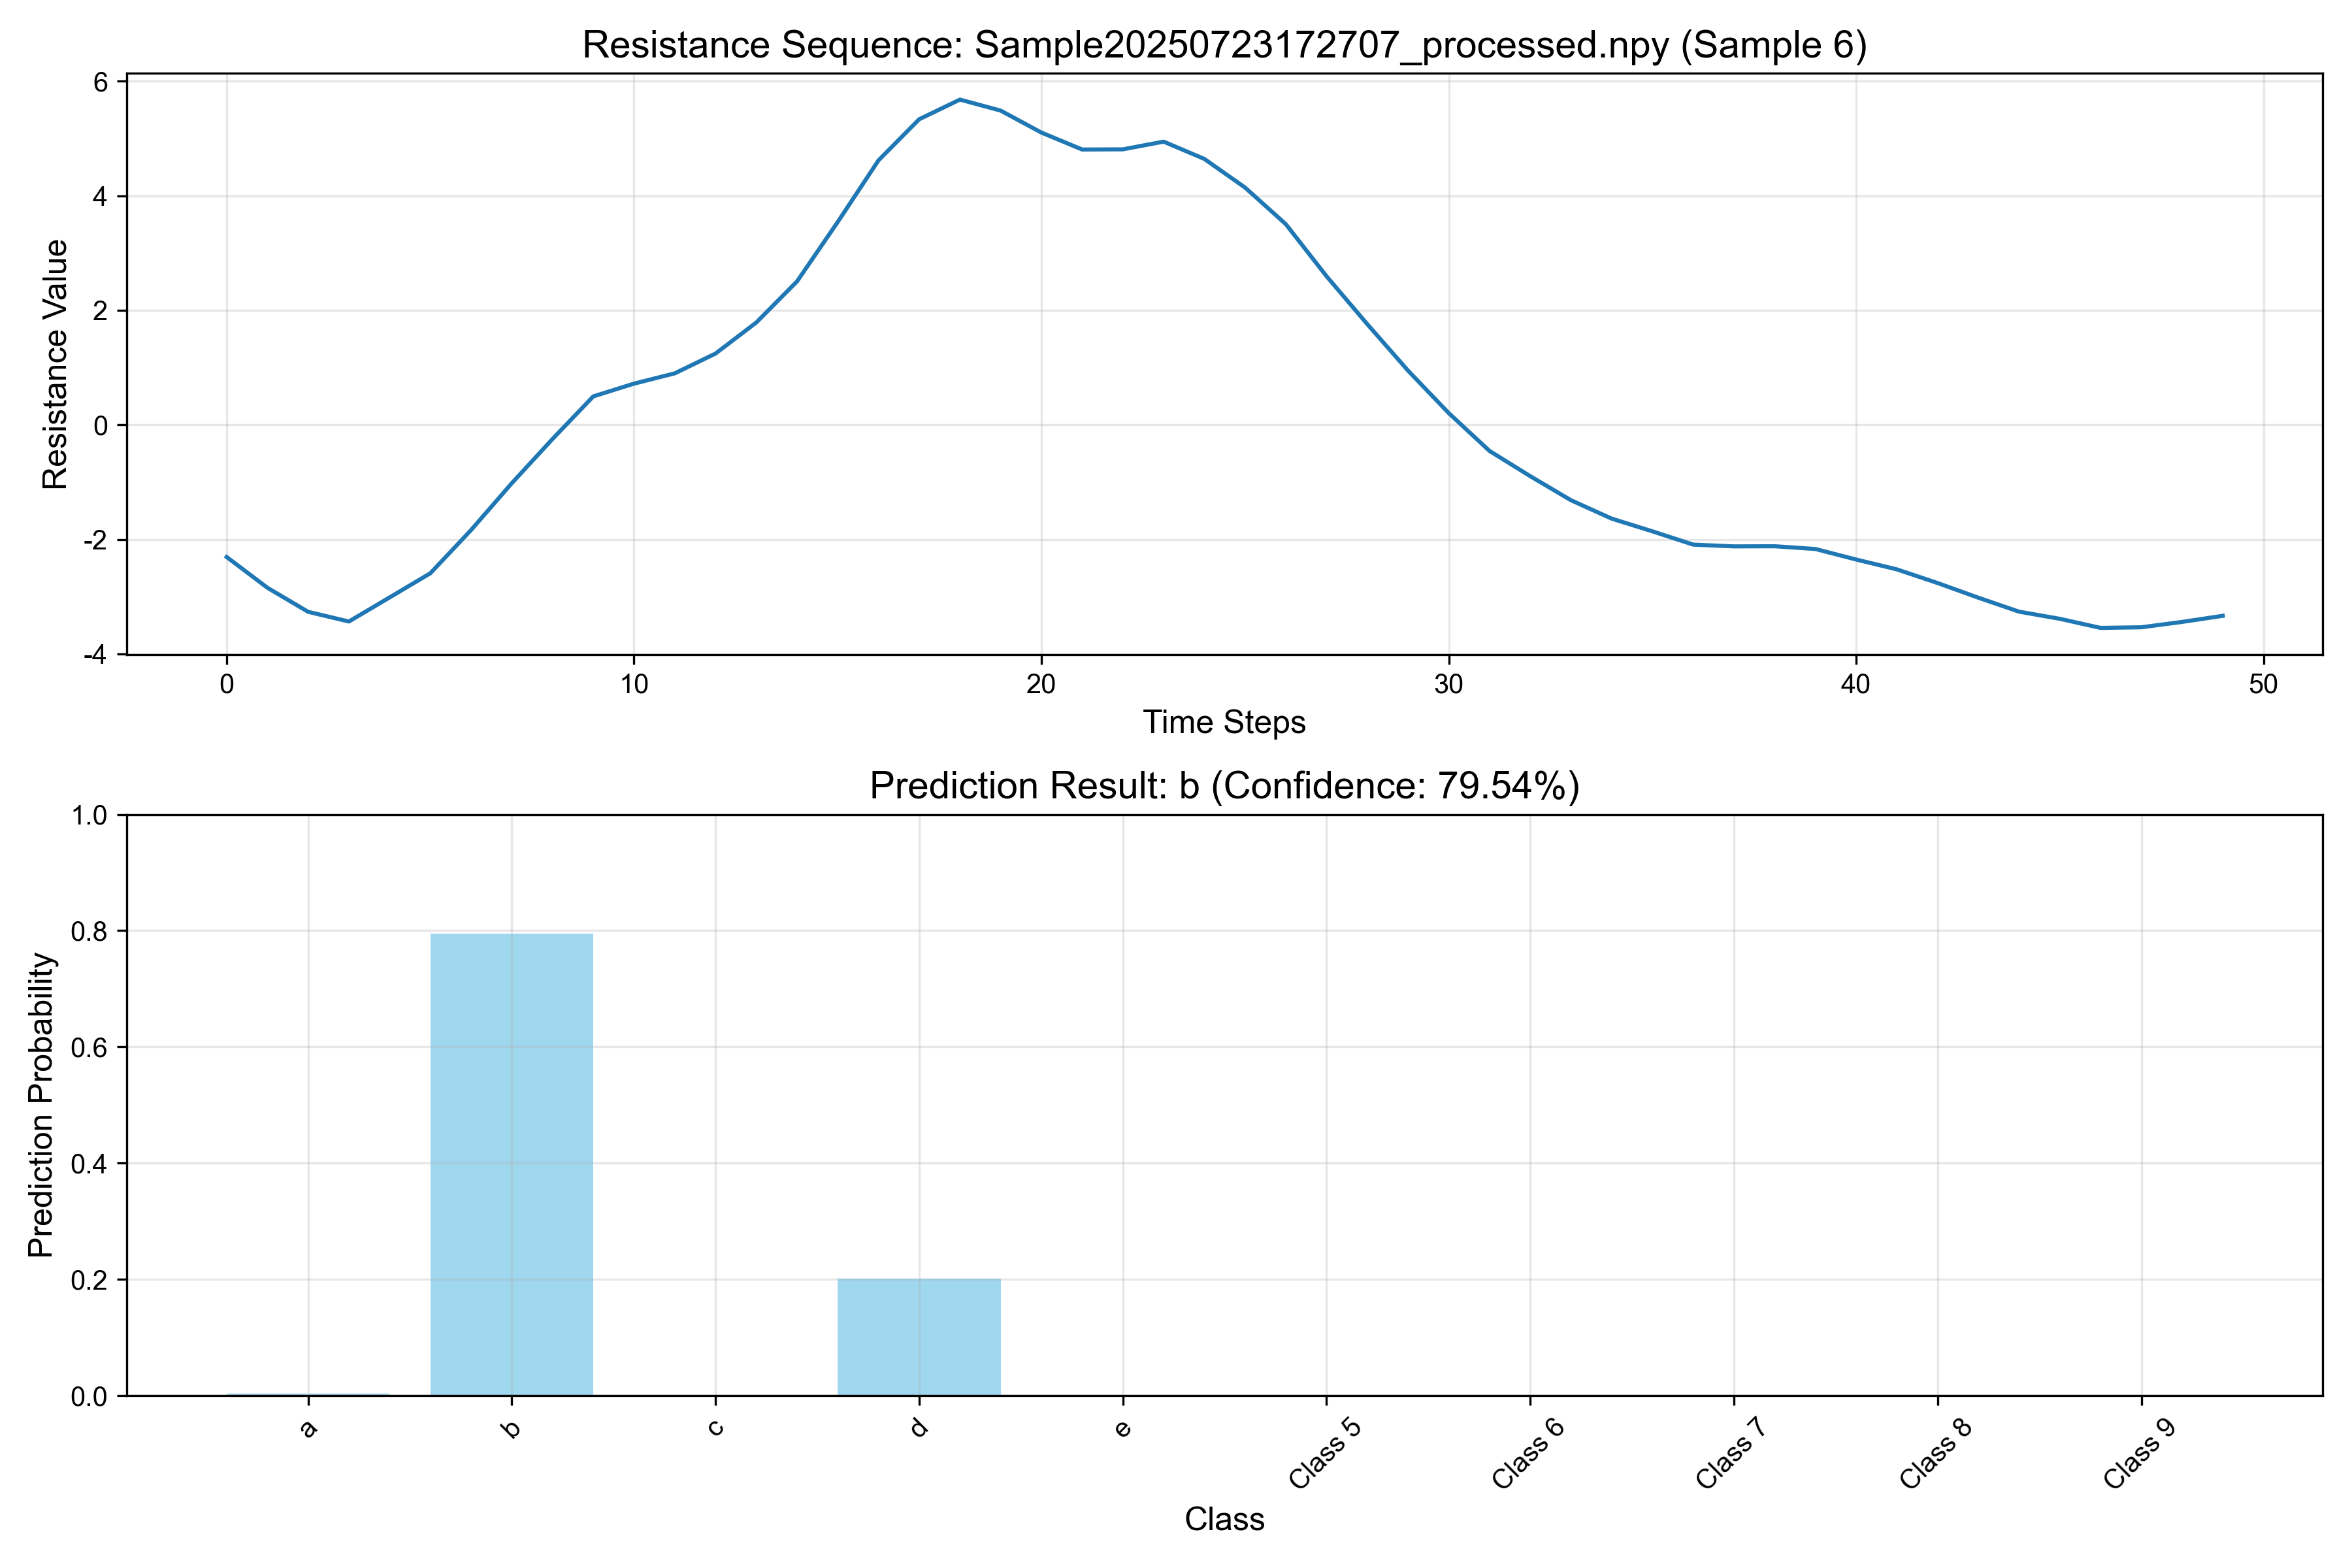 Resistance Sequence: Sample20250723172707_processed.npy (Sample 6)
6
4
2
0
-2
-4
Resistance Value
0 10 20 30 40 50
Time Steps
Prediction Result: b (Confidence: 79.54%)
1.0
0.8
0.6
0.4
0.2
0.0
Prediction Probability
a b c d e Class 5 Class 6 Class 7 Class 8 Class 9
Class